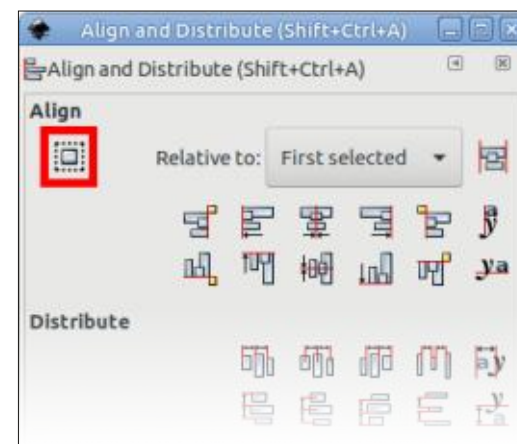 Align and Distribute (Shift+Ctrl+A)
Align and Distribute (Shift+Ctrl+A)
Align
Relative to: First selected
Distribute